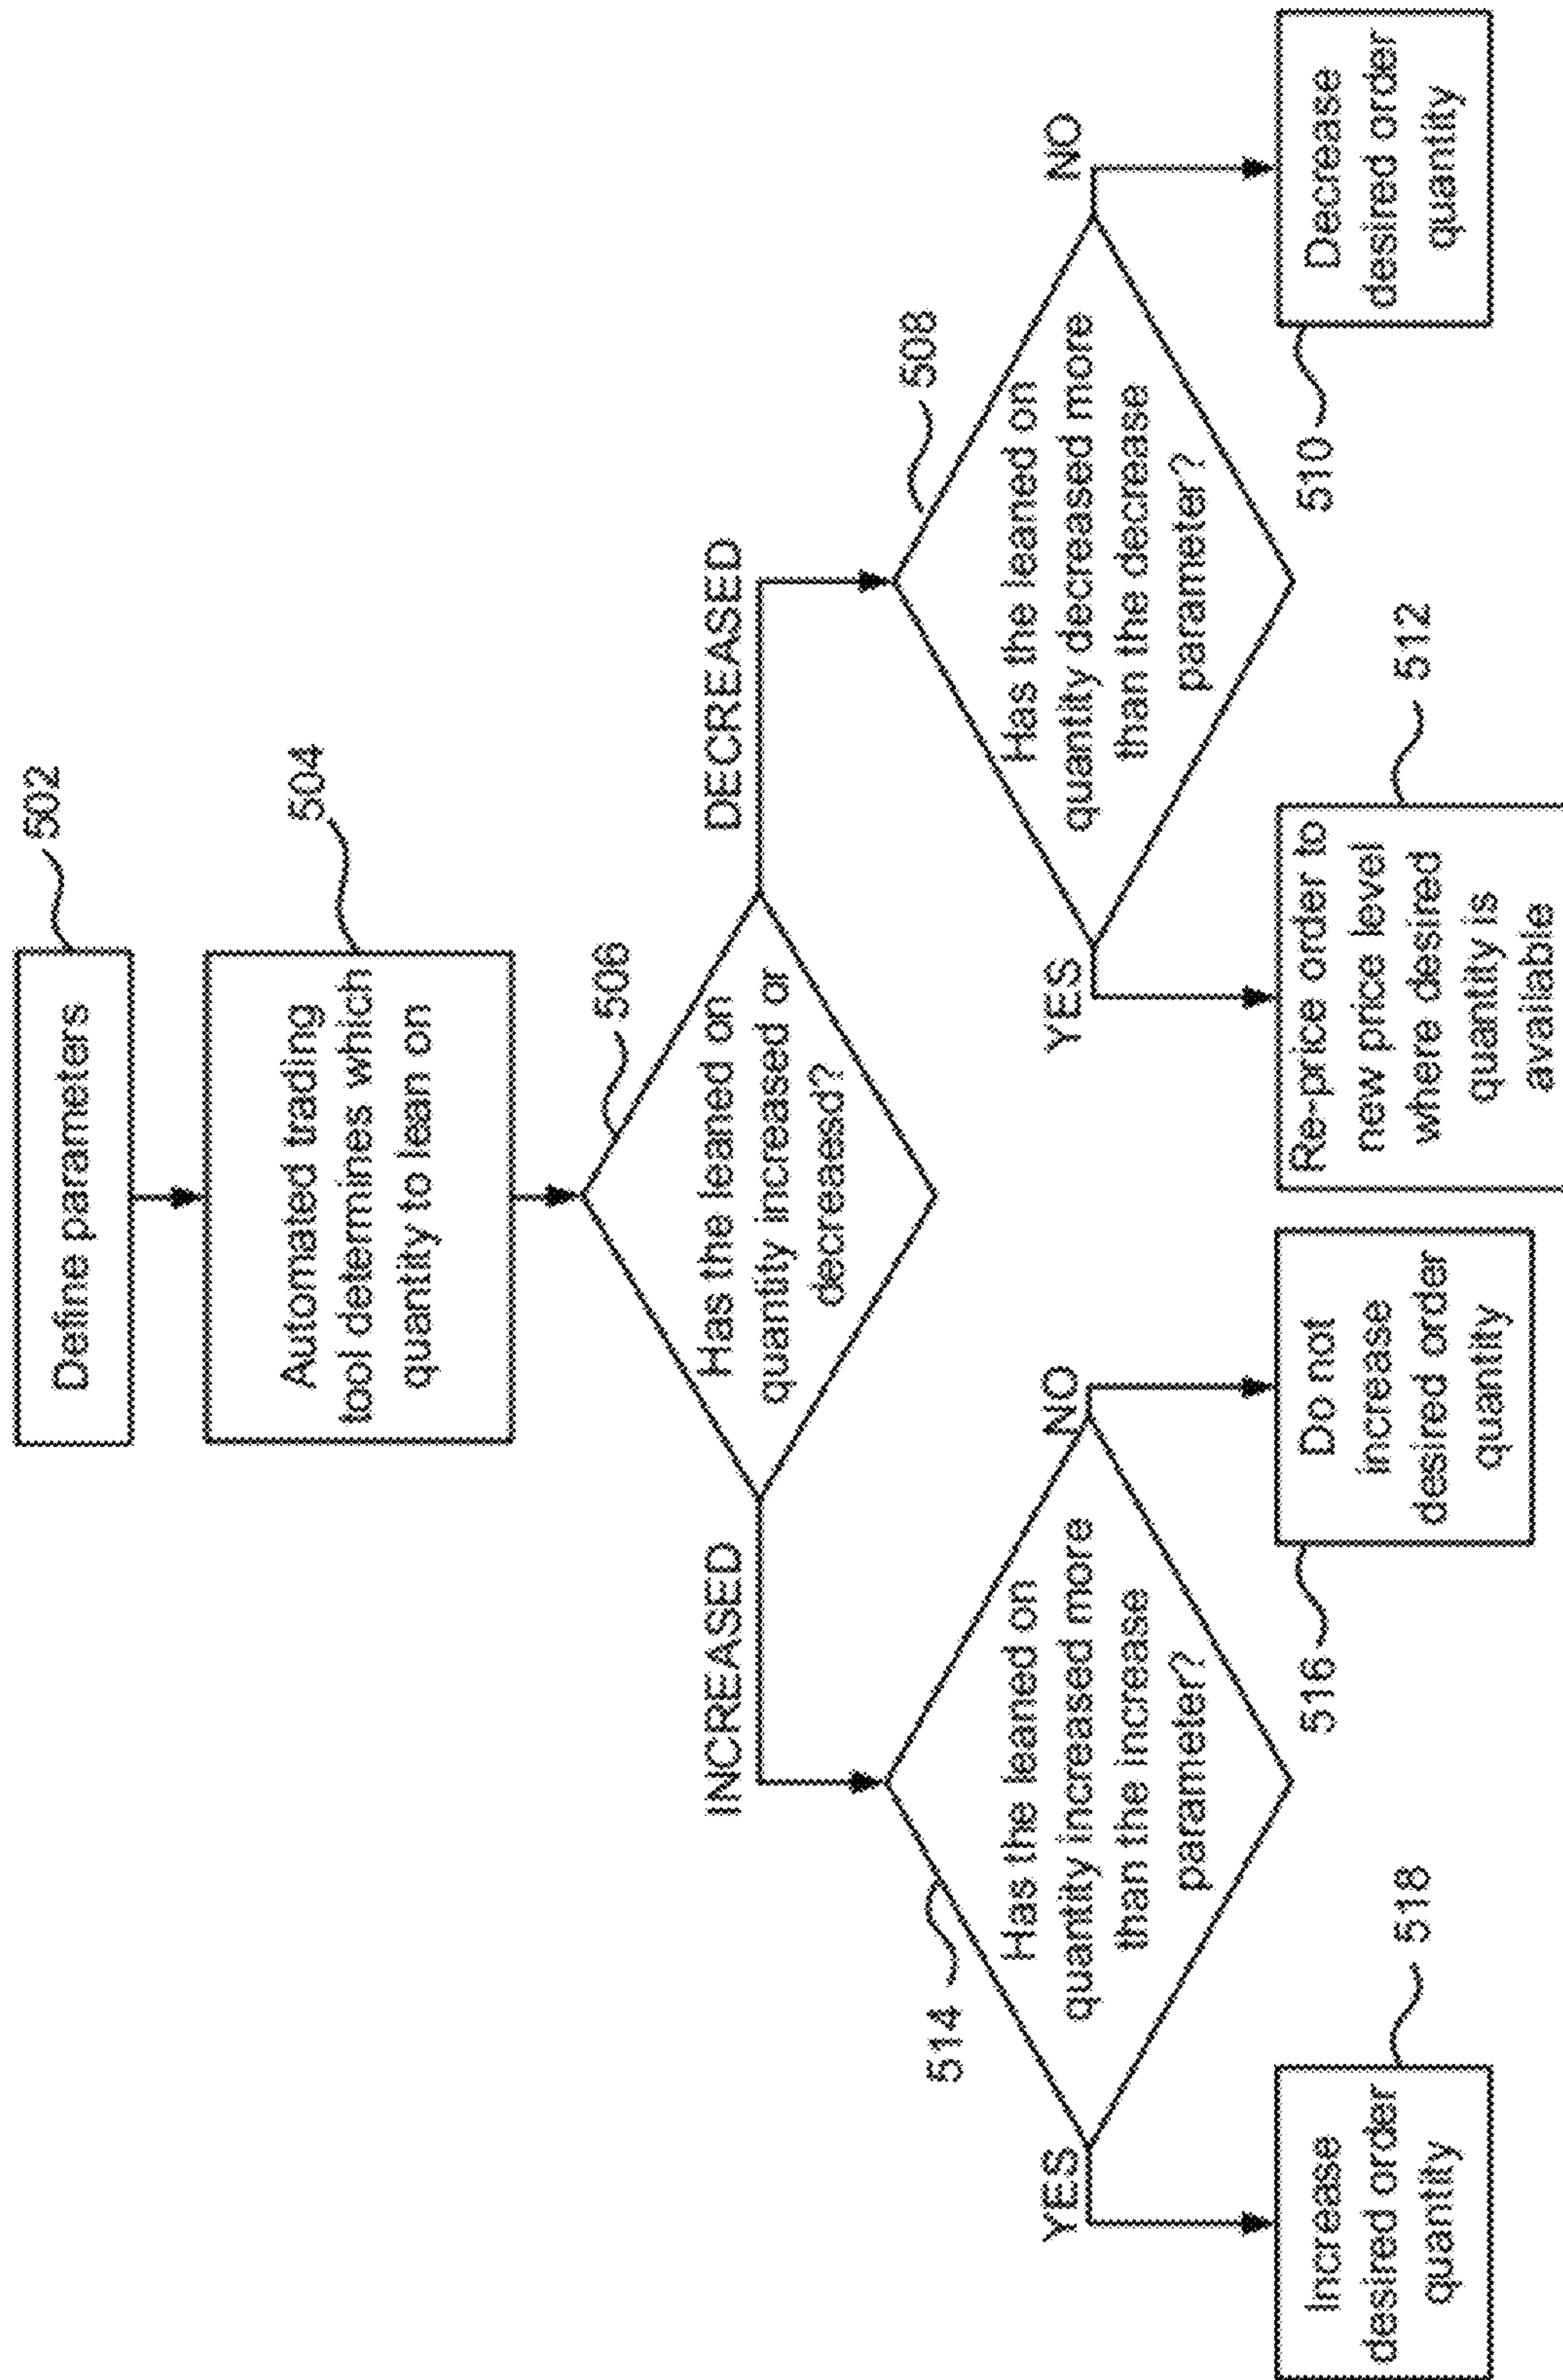 Define parameters
502
Automated trading
tool determines which
quantity to lean on
504
Has the leaned on
quantity increased or
decreased?
506
INCREASED
DECREASED
Has the leaned on
quantity increased more
than the increase
parameter?
514
Has the leaned on
quantity decreased more
than the decrease
parameter?
508
YES
NO
YES
NO
Increase
desired order
quantity
518
Do not
increase
desired order
quantity
516
Re-price order to
new price level
where desired
quantity is
available
512
Decrease
desired order
quantity
510